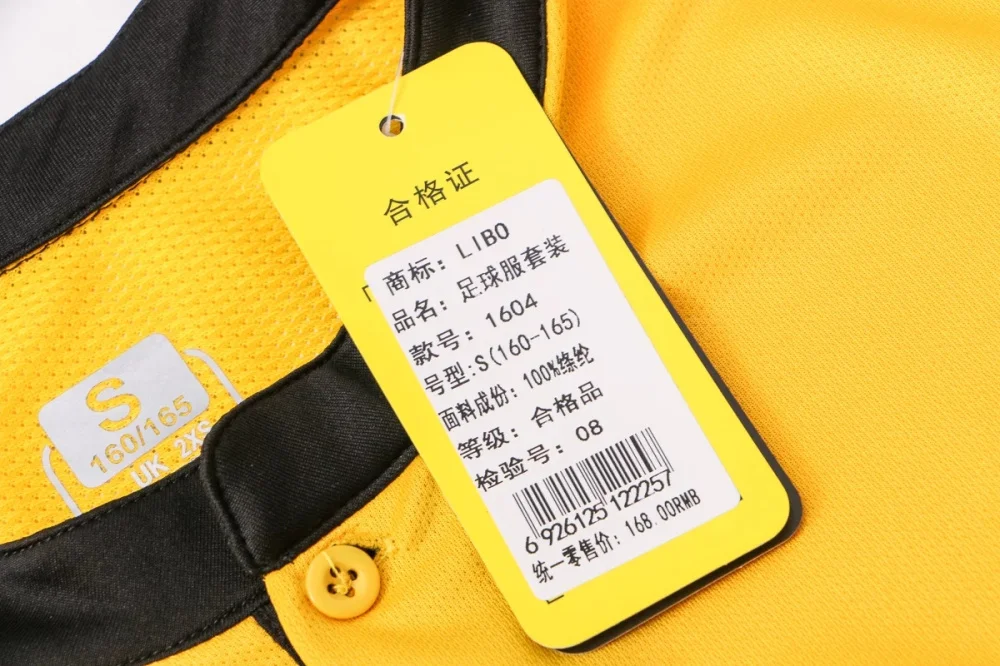 合格证
商标：LIBO
品名：足球服套装
款号：1604
号型:S(160-165)
面料成份：100%绦纶
等级：合格品
检验号：08
6 926125 122257
统一零售价：168.00RMB
S
160/165
UK 2XS